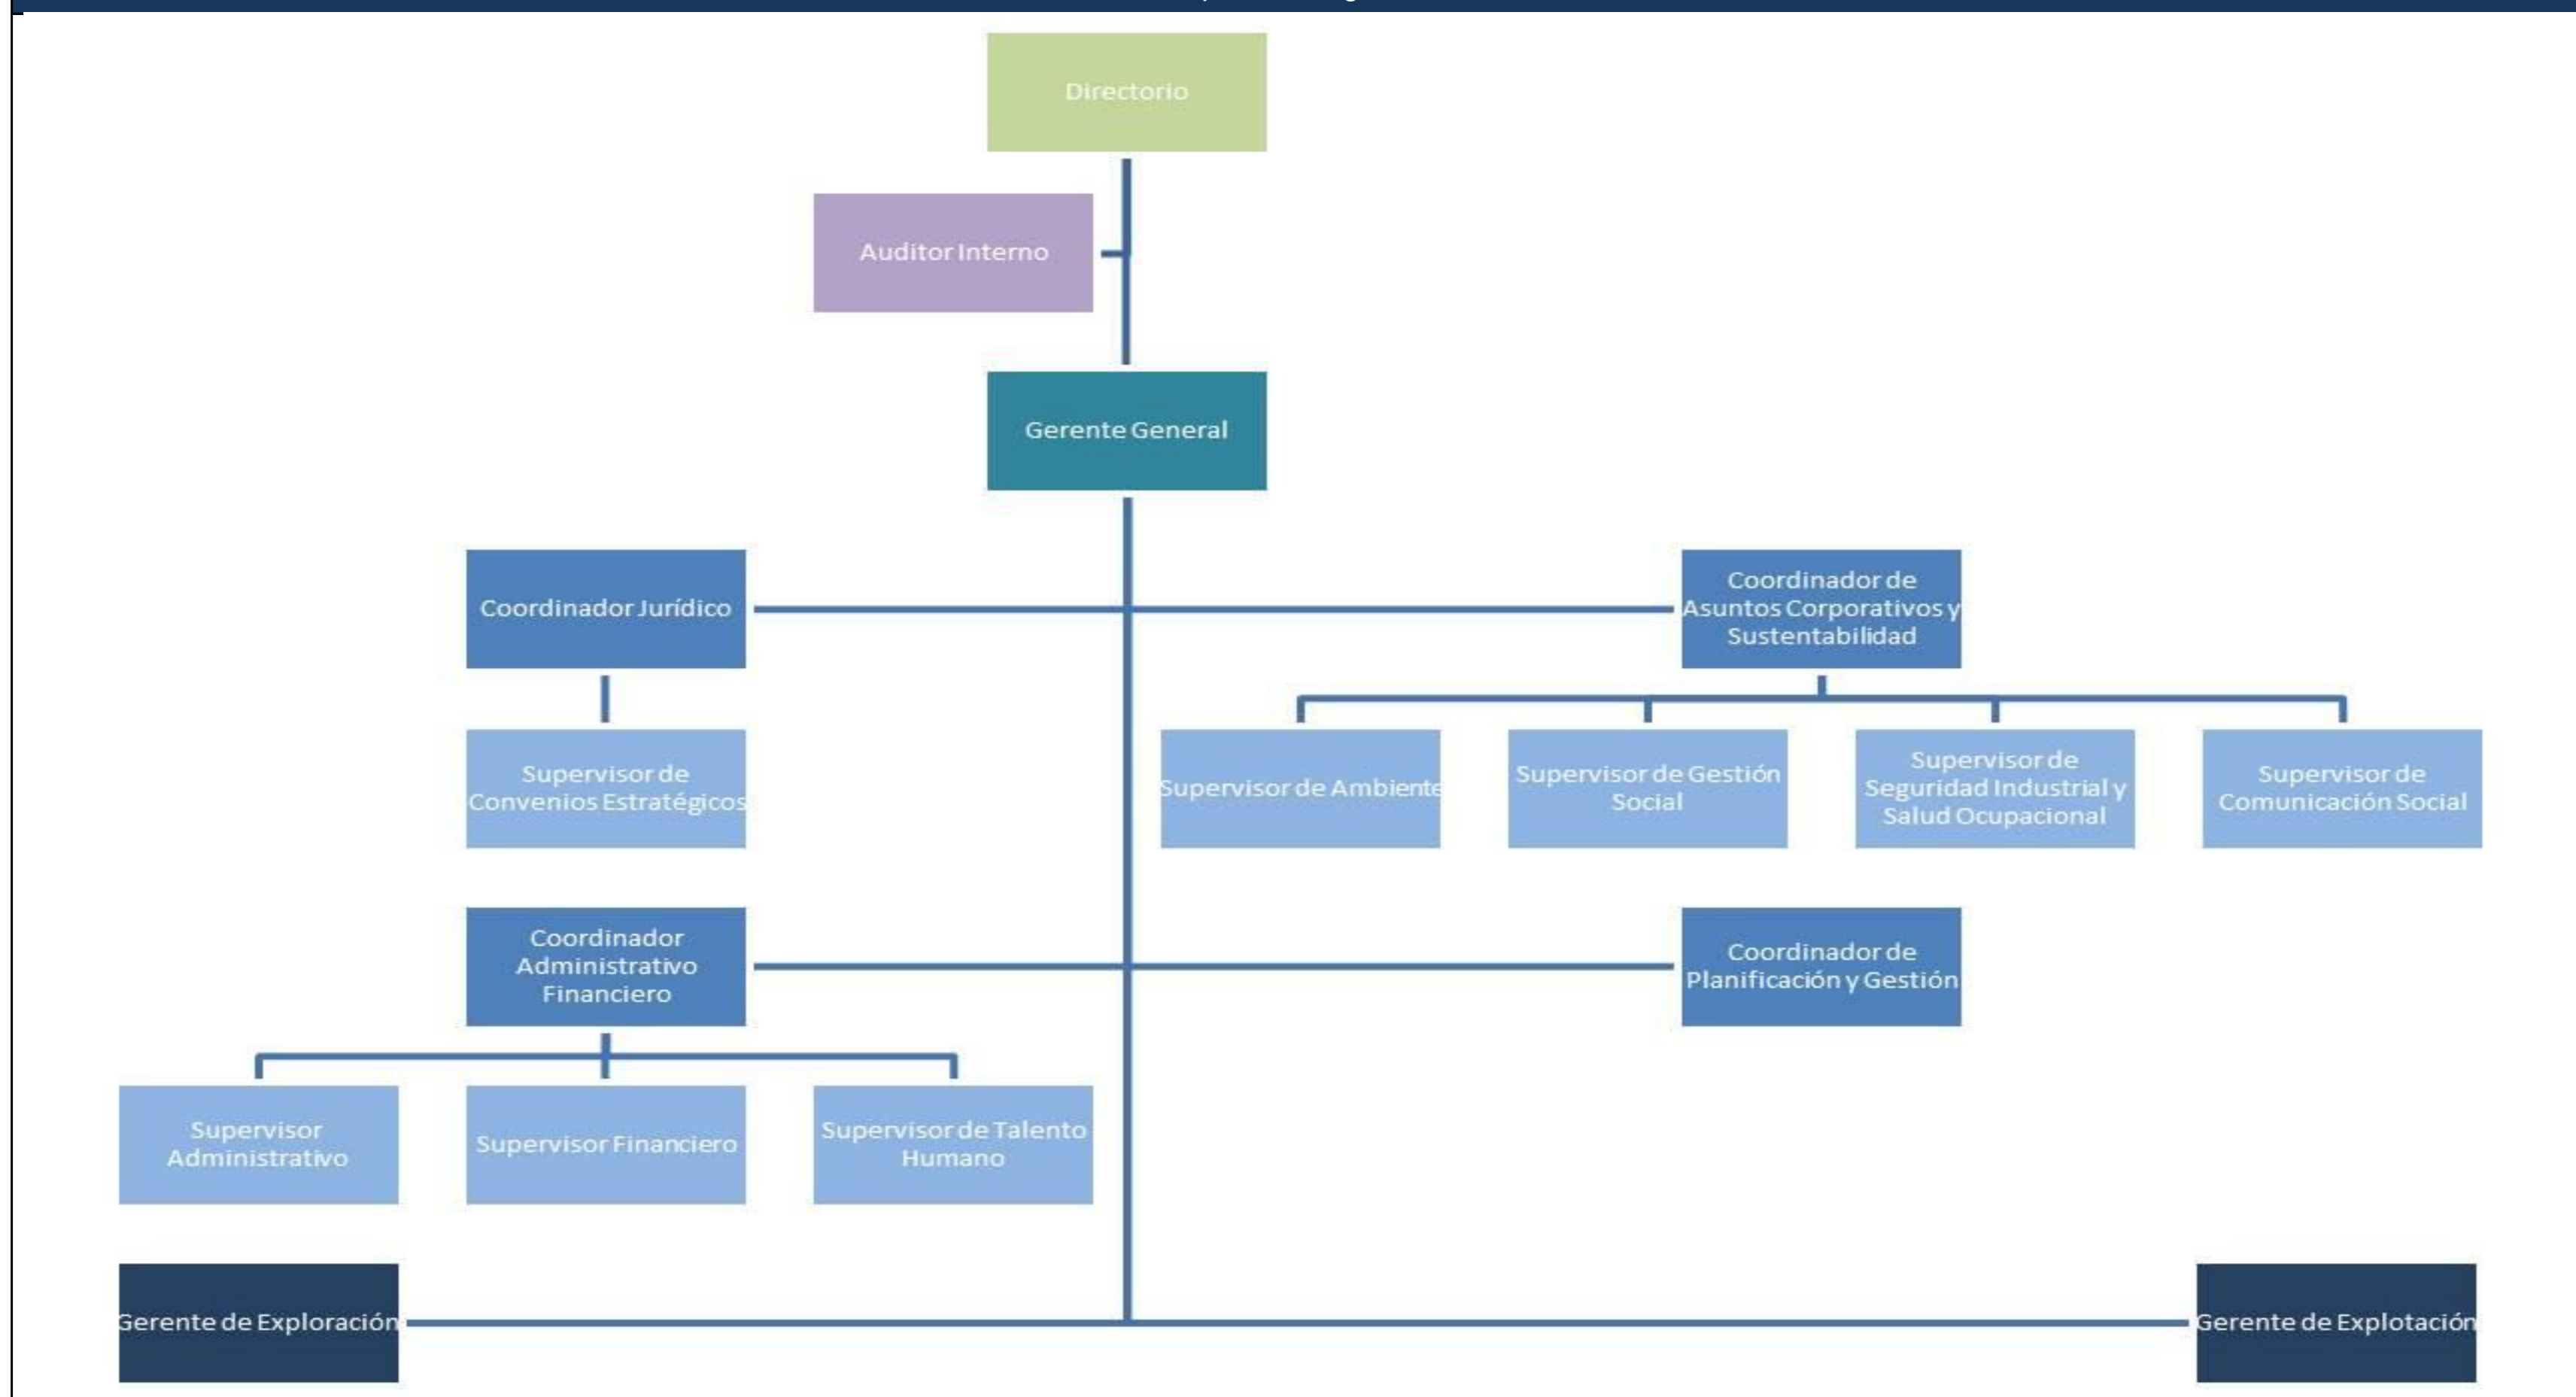 Directorio
Auditor Interno
Gerente General
Coordinador Jurídico
Coordinador de
Asuntos Corporativos y
Sustentabilidad
Supervisor de
Convenios Estratégicos
Supervisor de Ambiente
Supervisor de Gestión
Social
Supervisor de
Seguridad Industrial y
Salud Ocupacional
Supervisor de
Comunicación Social
Coordinador
Administrativo
Financiero
Coordinador de
Planificación y Gestión
Supervisor
Administrativo
Supervisor Financiero
Supervisor de Talento
Humano
Gerente de Exploración
Gerente de Explotación